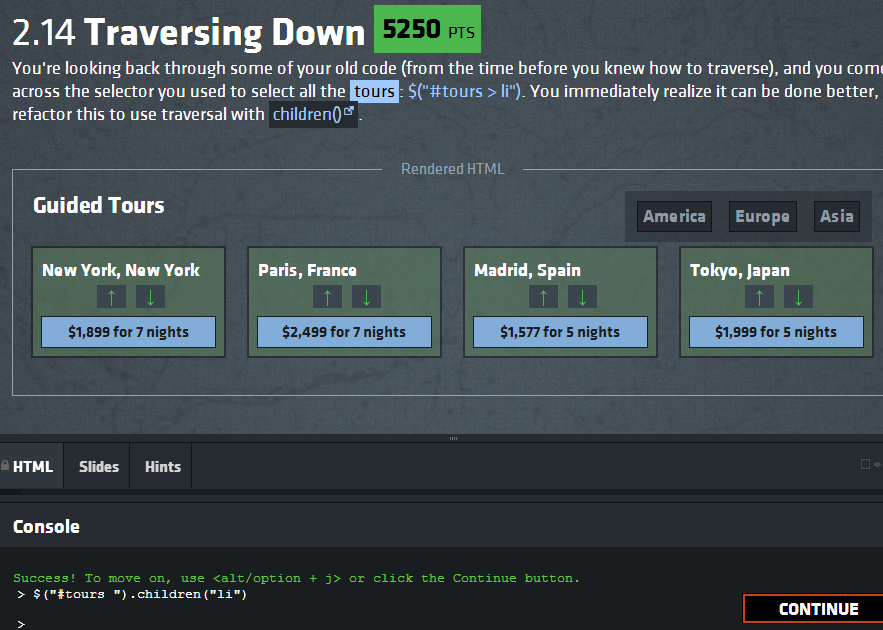 2.14 Traversing Down 5250 PTS
You're looking back through some of your old code (from the time before you knew how to traverse), and you come
across the selector you used to select all the tours: $("#tours > li"). You immediately realize it can be done better,
refactor this to use traversal with children().
Rendered HTML
Guided Tours
America Europe Asia
New York, New York Paris, France Madrid, Spain Tokyo, Japan
↑ ↓ ↑ ↓ ↑ ↓ ↑ ↓
$1,899 for 7 nights $2,499 for 7 nights $1,577 for 5 nights $1,999 for 5 nights
HTML Slides Hints
Console
Success! To move on, use <alt/option + j> or click the Continue button.
> $("#tours ").children("li")
CONTINUE
>